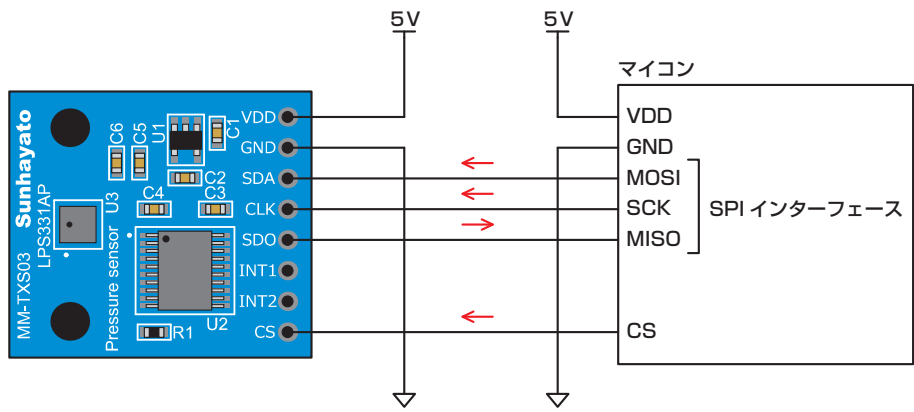 5V
5V
マイコン
Sunhayato
MM-TXS03
LPS331AP
Pressure sensor
U3
C6
C5
U1
C1
C2
C4
C3
U2
R1
VDD
GND
SDA
CLK
SDO
INT1
INT2
CS
VDD
GND
MOSI
SCK
MISO
SPI インターフェース
CS